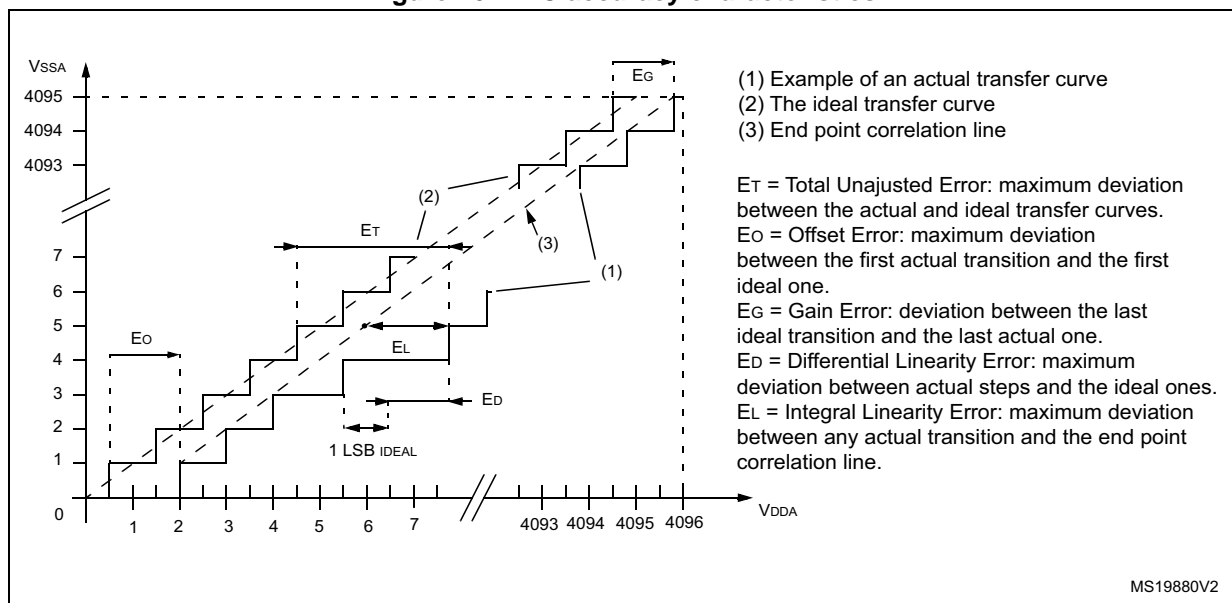 VSSA
EG
4095
4094
4093
(2)
ET
(3)
7
(1)
6
5
EO
EL
4
3
ED
2
1 LSB IDEAL
1
0
1 2 3 4 5 6 7 4093 4094 4095 4096
VDDA
(1) Example of an actual transfer curve
(2) The ideal transfer curve
(3) End point correlation line
ET = Total Unajusted Error: maximum deviation
between the actual and ideal transfer curves.
EO = Offset Error: maximum deviation
between the first actual transition and the first
ideal one.
EG = Gain Error: deviation between the last
ideal transition and the last actual one.
ED = Differential Linearity Error: maximum
deviation between actual steps and the ideal ones.
EL = Integral Linearity Error: maximum deviation
between any actual transition and the end point
correlation line.
MS19880V2